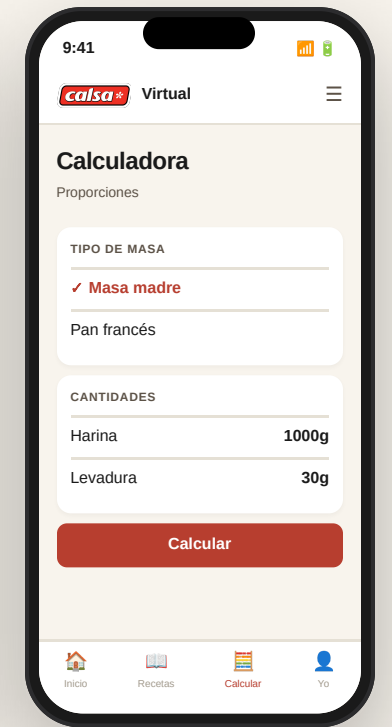 9:41
calsa Virtual
Calculadora
Proporciones
TIPO DE MASA
✓ Masa madre
Pan francés
CANTIDADES
Harina 1000g
Levadura 30g
Calcular
Inicio Recetas Calcular Yo